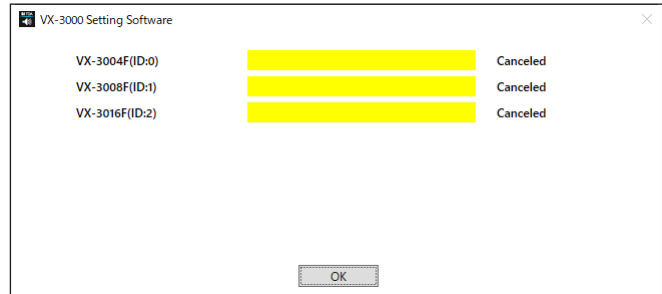 VX-3000 Setting Software
VX-3004F(ID:0) Canceled
VX-3008F(ID:1) Canceled
VX-3016F(ID:2) Canceled
OK